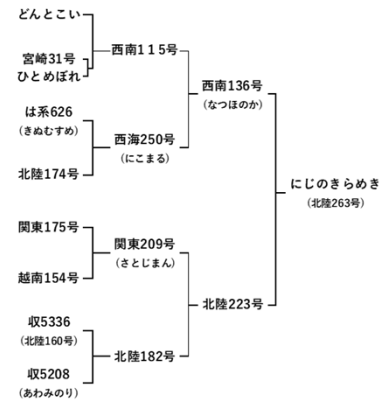 どんとこい
宮崎31号
ひとめぼれ
西南１１５号
は系626
(きぬむすめ)
北陸174号
西海250号
(にこまる)
西南136号
(なつほのか)
関東175号
越南154号
関東209号
(さとじまん)
収5336
(北陸160号)
収5208
(あわみのり)
北陸182号
北陸223号
にじのきらめき
(北陸263号)